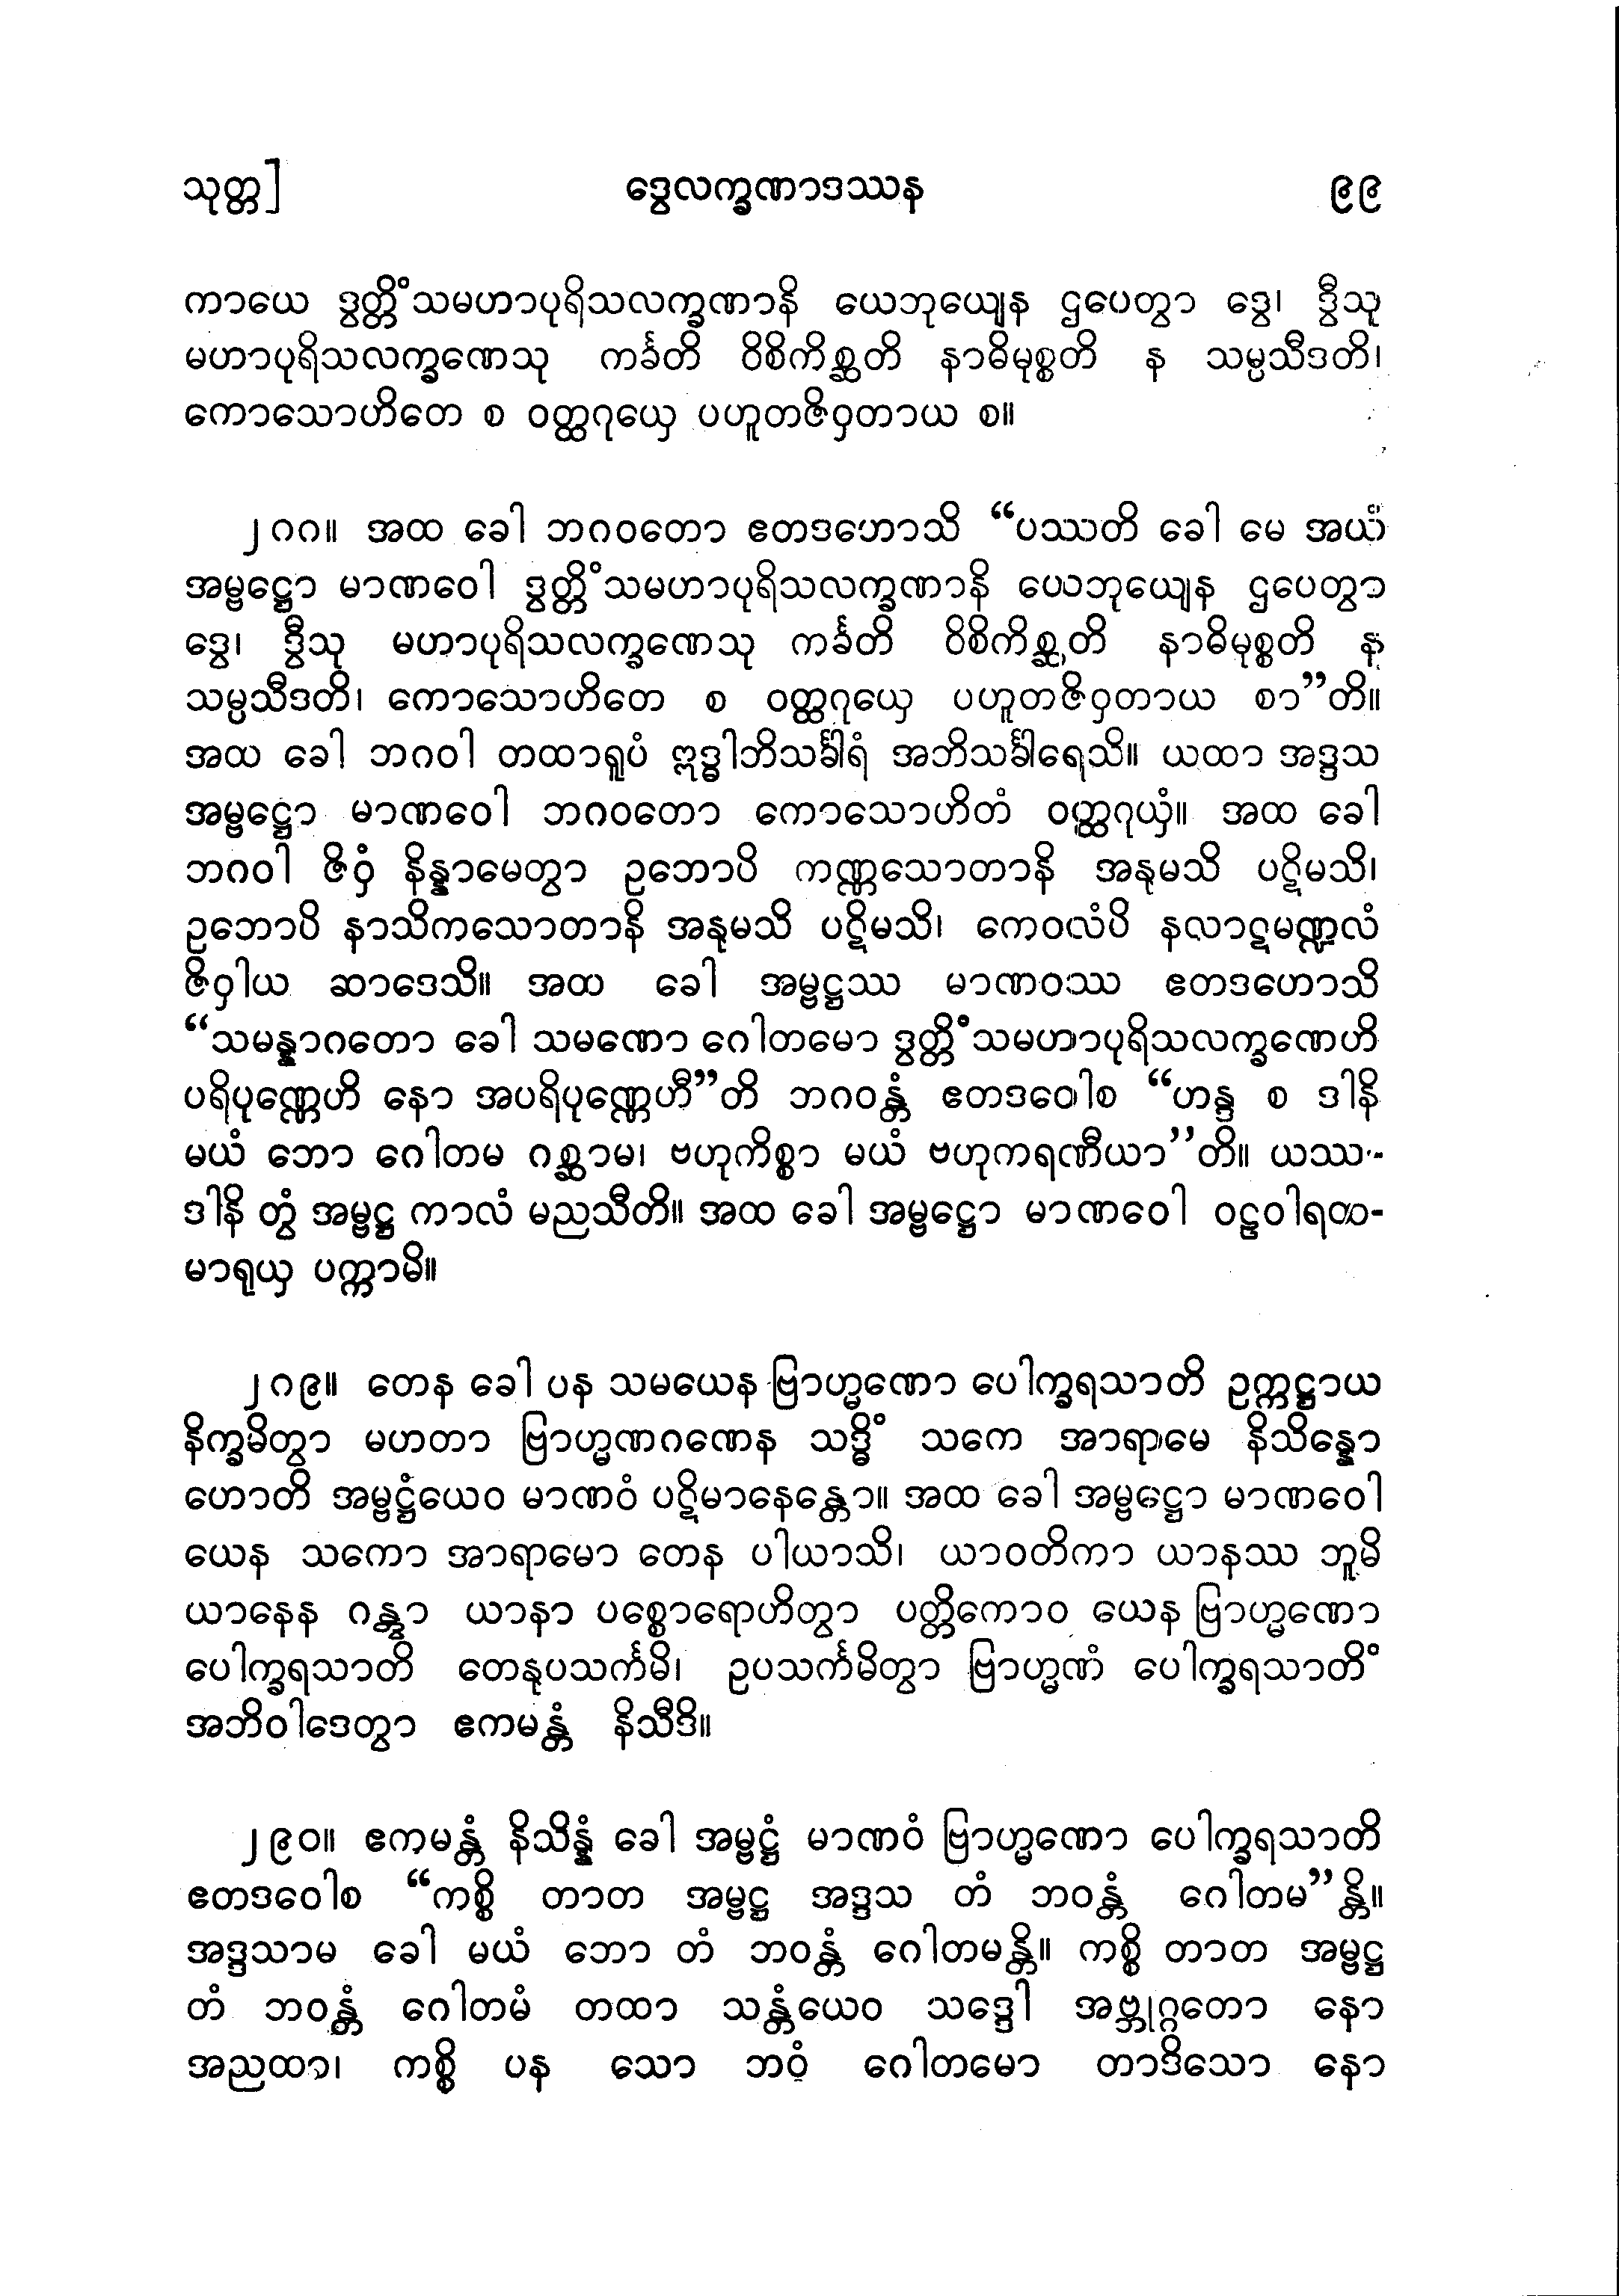 သုတ္တ] ဒွေလက္ခဏာဒဿန ၉၉
ကာယေ ဒွတ္တိံသမဟာပုရိသလက္ခဏာနိ ယေဘုယျေန ဌပေတွာ ဒွေ၊ ဒွီသု
မဟာပုရိသလက္ခဏေသု ကင်္ခတိ ဝိစိကိစ္ဆတိ နာဓိမုစ္စတိ န သမ္ပသီဒတိ၊
ကောသောဟိတေ စ ဝတ္ထဂုယှေ ပဟူတဇိဝှတာယ စ။
၂၈၈။ အထ ခေါ ဘဂဝတော ဧတဒဟောသိ “ပဿတိ ခေါ မေ အယံ
အမ္ဗဋ္ဌော မာဏဝေါ ဒွတ္တိံသမဟာပုရိသလက္ခဏာနိ ယေဘုယျေန ဌပေတွာ
ဒွေ၊ ဒွီသု မဟာပုရိသလက္ခဏေသု ကင်္ခတိ ဝိစိကိစ္ဆတိ နာဓိမုစ္စတိ န
သမ္ပသီဒတိ၊ ကောသောဟိတေ စ ဝတ္ထဂုယှေ ပဟူတဇိဝှတာယ စာ”တိ။
အထ ခေါ ဘဂဝါ တထာရူပံ ဣဒ္ဓါဘိသင်္ခါရံ အဘိသင်္ခါရေသိ။ ယထာ အဒ္ဒသ
အမ္ဗဋ္ဌော မာဏဝေါ ဘဂဝတော ကောသောဟိတံ ဝတ္ထဂုယှံ။ အထ ခေါ
ဘဂဝါ ဇိဝှံ နိန္နာမေတွာ ဥဘောပိ ကဏ္ဏသောတာနိ အနုမသိ ပဋိမသိ၊
ဥဘောပိ နာသိကသောတာနိ အနုမသိ ပဋိမသိ၊ ကေဝလံပိ နလာဋမဏ္ဍလံ
ဇိဝှါယ ဆာဒေသိ။ အထ ခေါ အမ္ဗဋ္ဌဿ မာဏဝဿ ဧတဒဟောသိ
“သမန္နာဂတော ခေါ သမဏော ဂေါတမော ဒွတ္တိံသမဟာပုရိသလက္ခဏေဟိ
ပရိပုဏ္ဏေဟိ နော အပရိပုဏ္ဏေဟီ”တိ ဘဂဝန္တံ ဧတဒဝေါစ “ဟန္ဒ စ ဒါနိ
မယံ ဘော ဂေါတမ ဂစ္ဆာမ၊ ဗဟုကိစ္စာ မယံ ဗဟုကရဏီယာ”တိ။ ယဿ-
ဒါနိ တွံ အမ္ဗဋ္ဌ ကာလံ မညသီတိ။ အထ ခေါ အမ္ဗဋ္ဌော မာဏဝေါ ဝဠဝါရထ-
မာရုယှ ပက္ကာမိ။
၂၈၉။ တေန ခေါ ပန သမယေန ဗြာဟ္မဏော ပေါက္ခရသာတိ ဥက္ကဋ္ဌာယ
နိက္ခမိတွာ မဟတာ ဗြာဟ္မဏဂဏေန သဒ္ဓိံ သကေ အာရာမေ နိသိန္နော
ဟောတိ အမ္ဗဋ္ဌံယေဝ မာဏဝံ ပဋိမာနေန္တော။ အထ ခေါ အမ္ဗဋ္ဌော မာဏဝေါ
ယေန သကော အာရာမော တေန ပါယာသိ၊ ယာဝတိကာ ယာနဿ ဘူမိ
ယာနေန ဂန္တွာ ယာနာ ပစ္စောရောဟိတွာ ပတ္တိကောဝ ယေန ဗြာဟ္မဏော
ပေါက္ခရသာတိ တေနုပသင်္ကမိ၊ ဥပသင်္ကမိတွာ ဗြာဟ္မဏံ ပေါက္ခရသာတိံ
အဘိဝါဒေတွာ ဧကမန္တံ နိသီဒိ။
၂၉၀။ ဧကမန္တံ နိသိန္နံ ခေါ အမ္ဗဋ္ဌံ မာဏဝံ ဗြာဟ္မဏော ပေါက္ခရသာတိ
ဧတဒဝေါစ “ကစ္စိ တာတ အမ္ဗဋ္ဌ အဒ္ဒသ တံ ဘဝန္တံ ဂေါတမ”န္တိ။
အဒ္ဒသာမ ခေါ မယံ ဘော တံ ဘဝန္တံ ဂေါတမန္တိ။ ကစ္စိ တာတ အမ္ဗဋ္ဌ
တံ ဘဝန္တံ ဂေါတမံ တထာ သန္တံယေဝ သဒ္ဒေါ အဗ္ဘုဂ္ဂတော နော
အညထာ၊ ကစ္စိ ပန သော ဘဝံ ဂေါတမော တာဒိသော နော